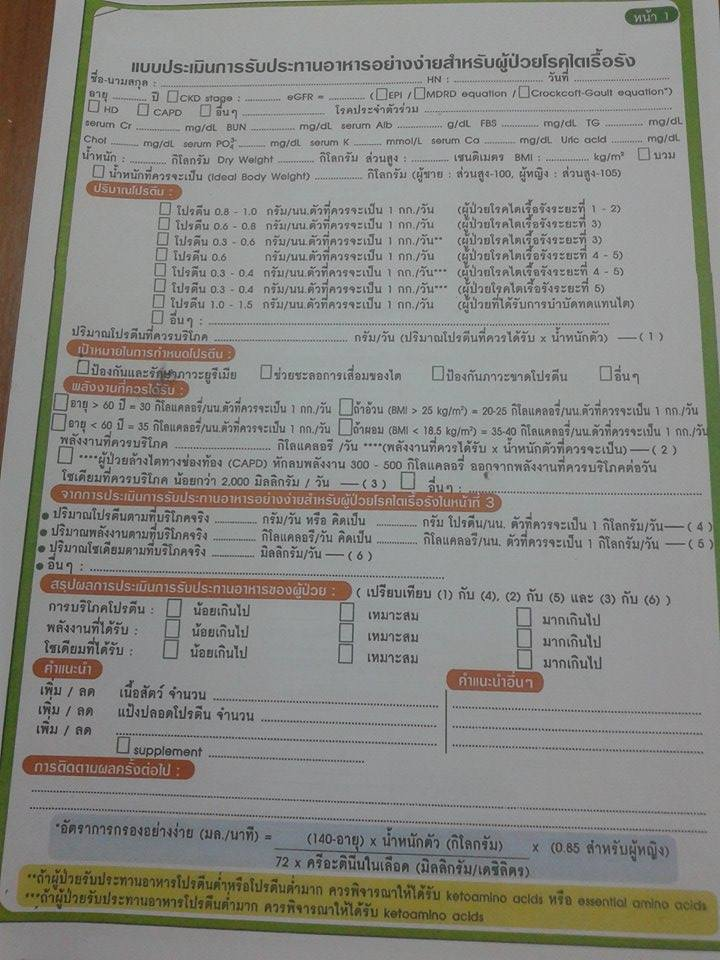 หน้า 1
แบบประเมินการรับประทานอาหารอย่างง่ายสำหรับผู้ป่วยโรคไตเรื้อรัง
ชื่อ-นามสกุล : .................... HN : .................... วันที่ ....................
อายุ .......... ปี ☐ CKD stage : .......... eGFR = .......... (☐ EPI / ☐ MDRD equation / ☐ Crockcoft-Gault equation*)
☐ HD ☐ CAPD ☐ อื่นๆ .................... โรคประจำตัวร่วม ....................
serum Cr .......... mg/dL BUN .......... mg/dL serum Alb .......... g/dL FBS .......... mg/dL TG .......... mg/dL
Chol .......... mg/dL serum PO₄³⁻ .......... mg/dL serum K .......... mmol/L serum Ca .......... mg/dL Uric acid .......... mg/dL
น้ำหนัก : .......... กิโลกรัม Dry Weight .......... กิโลกรัม ส่วนสูง : .......... เซนติเมตร BMI : .......... kg/m² ☐ บวม
☐ น้ำหนักที่ควรจะเป็น (Ideal Body Weight) .................... กิโลกรัม (ผู้ชาย : ส่วนสูง-100, ผู้หญิง : ส่วนสูง-105)
ปริมาณโปรตีน :
☐ โปรตีน 0.8 - 1.0 กรัม/นน.ตัวที่ควรจะเป็น 1 กก./วัน (ผู้ป่วยโรคไตเรื้อรังระยะที่ 1 - 2)
☐ โปรตีน 0.6 - 0.8 กรัม/นน.ตัวที่ควรจะเป็น 1 กก./วัน (ผู้ป่วยโรคไตเรื้อรังระยะที่ 3)
☐ โปรตีน 0.3 - 0.6 กรัม/นน.ตัวที่ควรจะเป็น 1 กก./วัน** (ผู้ป่วยโรคไตเรื้อรังระยะที่ 3)
☐ โปรตีน 0.6 กรัม/นน.ตัวที่ควรจะเป็น 1 กก./วัน (ผู้ป่วยโรคไตเรื้อรังระยะที่ 4 - 5)
☐ โปรตีน 0.3 - 0.4 กรัม/นน.ตัวที่ควรจะเป็น 1 กก./วัน*** (ผู้ป่วยโรคไตเรื้อรังระยะที่ 4 - 5)
☐ โปรตีน 0.3 - 0.4 กรัม/นน.ตัวที่ควรจะเป็น 1 กก./วัน*** (ผู้ป่วยโรคไตเรื้อรังระยะที่ 5)
☐ โปรตีน 1.0 - 1.5 กรัม/นน.ตัวที่ควรจะเป็น 1 กก./วัน (ผู้ป่วยที่ได้รับการบำบัดทดแทนไต)
☐ อื่นๆ : ....................
ปริมาณโปรตีนที่ควรบริโภค .................... กรัม/วัน (ปริมาณโปรตีนที่ควรได้รับ x น้ำหนักตัว) — ( 1 )
เป้าหมายในการกำหนดโปรตีน :
☐ ป้องกันและรักษาภาวะยูรีเมีย ☐ ช่วยชะลอการเสื่อมของไต ☐ ป้องกันภาวะขาดโปรตีน ☐ อื่นๆ
พลังงานที่ควรได้รับ :
☐ อายุ > 60 ปี = 30 กิโลแคลอรี/นน.ตัวที่ควรจะเป็น 1 กก./วัน ☐ ถ้าอ้วน (BMI > 25 kg/m²) = 20-25 กิโลแคลอรี/นน.ตัวที่ควรจะเป็น 1 กก./วัน
☐ อายุ < 60 ปี = 35 กิโลแคลอรี/นน.ตัวที่ควรจะเป็น 1 กก./วัน ☐ ถ้าผอม (BMI < 18.5 kg/m²) = 35-40 กิโลแคลอรี/นน.ตัวที่ควรจะเป็น 1 กก./วัน
พลังงานที่ควรบริโภค .................... กิโลแคลอรี /วัน ****(พลังงานที่ควรได้รับ x น้ำหนักตัวที่ควรจะเป็น) — ( 2 )
☐ ****ผู้ป่วยล้างไตทางช่องท้อง (CAPD) หักลบพลังงาน 300 - 500 กิโลแคลอรี ออกจากพลังงานที่ควรบริโภคต่อวัน
โซเดียมที่ควรบริโภค น้อยกว่า 2,000 มิลลิกรัม / วัน — ( 3 ) ☐ อื่นๆ : ....................
จากการประเมินการรับประทานอาหารอย่างง่ายสำหรับผู้ป่วยโรคไตเรื้อรังในหน้าที่ 3
• ปริมาณโปรตีนตามที่บริโภคจริง .......... กรัม/วัน หรือ คิดเป็น .......... กรัม โปรตีน/นน. ตัวที่ควรจะเป็น 1 กิโลกรัม/วัน — ( 4 )
• ปริมาณพลังงานตามที่บริโภคจริง .......... กิโลแคลอรี/วัน คิดเป็น .......... กิโลแคลอรี/นน. ตัวที่ควรจะเป็น 1 กิโลกรัม/วัน — ( 5 )
• ปริมาณโซเดียมตามที่บริโภคจริง .......... มิลลิกรัม/วัน — ( 6 )
• อื่นๆ : ....................
สรุปผลการประเมินการรับประทานอาหารของผู้ป่วย : ( เปรียบเทียบ (1) กับ (4), (2) กับ (5) และ (3) กับ (6) )
การบริโภคโปรตีน : ☐ น้อยเกินไป ☐ เหมาะสม ☐ มากเกินไป
พลังงานที่ได้รับ : ☐ น้อยเกินไป ☐ เหมาะสม ☐ มากเกินไป
โซเดียมที่ได้รับ : ☐ น้อยเกินไป ☐ เหมาะสม ☐ มากเกินไป
คำแนะนำ
เพิ่ม / ลด เนื้อสัตว์ จำนวน ....................
เพิ่ม / ลด แป้งปลอดโปรตีน จำนวน ....................
เพิ่ม / ลด ....................
☐ supplement ....................
คำแนะนำอื่นๆ
การติดตามผลครั้งต่อไป :
*อัตราการกรองอย่างง่าย (มล./นาที) = (140-อายุ) x น้ำหนักตัว (กิโลกรัม) x (0.85 สำหรับผู้หญิง)
72 x ครีอะตินีนในเลือด (มิลลิกรัม/เดซิลิตร)
**ถ้าผู้ป่วยรับประทานอาหารโปรตีนต่ำหรือโปรตีนต่ำมาก ควรพิจารณาให้ได้รับ ketoamino acids หรือ essential amino acids
***ถ้าผู้ป่วยรับประทานอาหารโปรตีนต่ำมาก ควรพิจารณาให้ได้รับ ketoamino acids